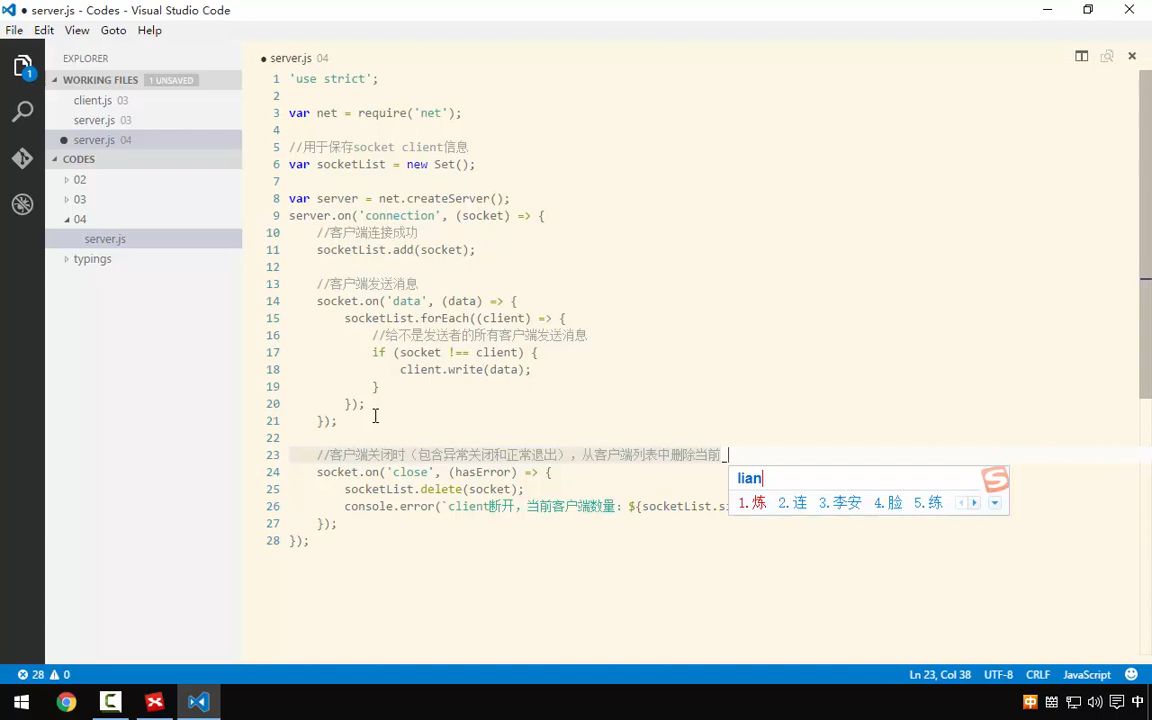 server.js - Codes - Visual Studio Code
File Edit View Goto Help
EXPLORER
WORKING FILES 1 UNSAVED
client.js 03
server.js 03
server.js 04
CODES
02
03
04
server.js
typings
1
server.js 04
1 'use strict';
2
3 var net = require('net');
4
5 //用于保存socket client信息
6 var socketList = new Set();
7
8 var server = net.createServer();
9 server.on('connection', (socket) => {
10 //客户端连接成功
11 socketList.add(socket);
12
13 //客户端发送消息
14 socket.on('data', (data) => {
15 socketList.forEach((client) => {
16 //给不是发送者的所有客户端发送消息
17 if (socket !== client) {
18 client.write(data);
19 }
20 });
21 });
22
23 //客户端关闭时（包含异常关闭和正常退出），从客户端列表中删除当前
24 socket.on('close', (hasError) => {
25 socketList.delete(socket);
26 console.error(`client断开，当前客户端数量：${socketList.si
27 });
28 });
lian
1.炼 2.连 3.李安 4.脸 5.练
28 0
Ln 23, Col 38 UTF-8 CRLF JavaScript
中 中